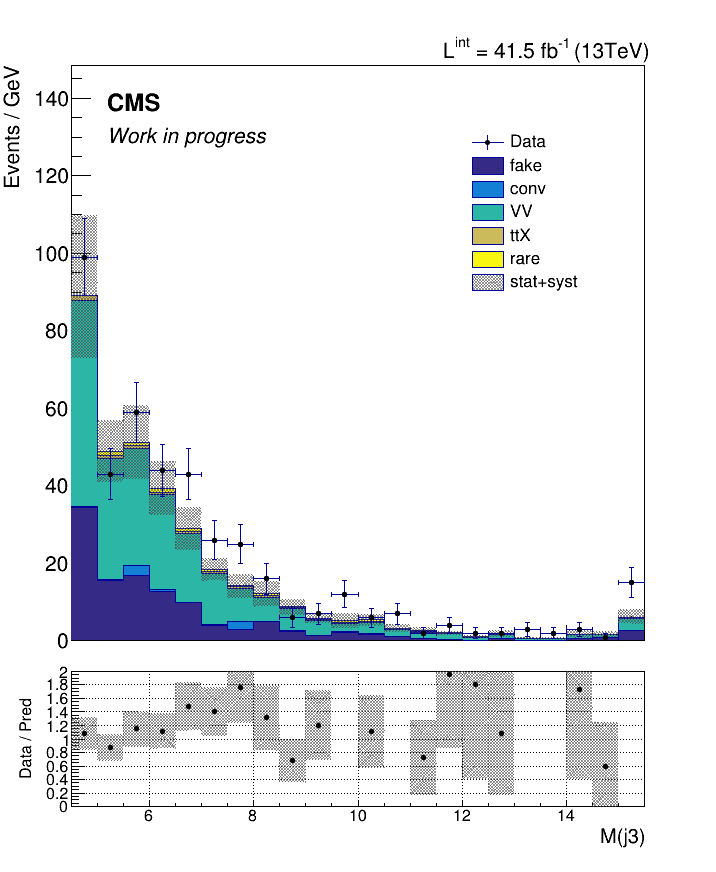 L^int = 41.5 fb^-1 (13TeV)
Events / GeV
140
120
100
80
60
40
20
0
CMS
Work in progress
Data
fake
conv
VV
ttX
rare
stat+syst
Data / Pred
2
1.8
1.6
1.4
1.2
1
0.8
0.6
0.4
0.2
0
6 8 10 12 14
M(j3)